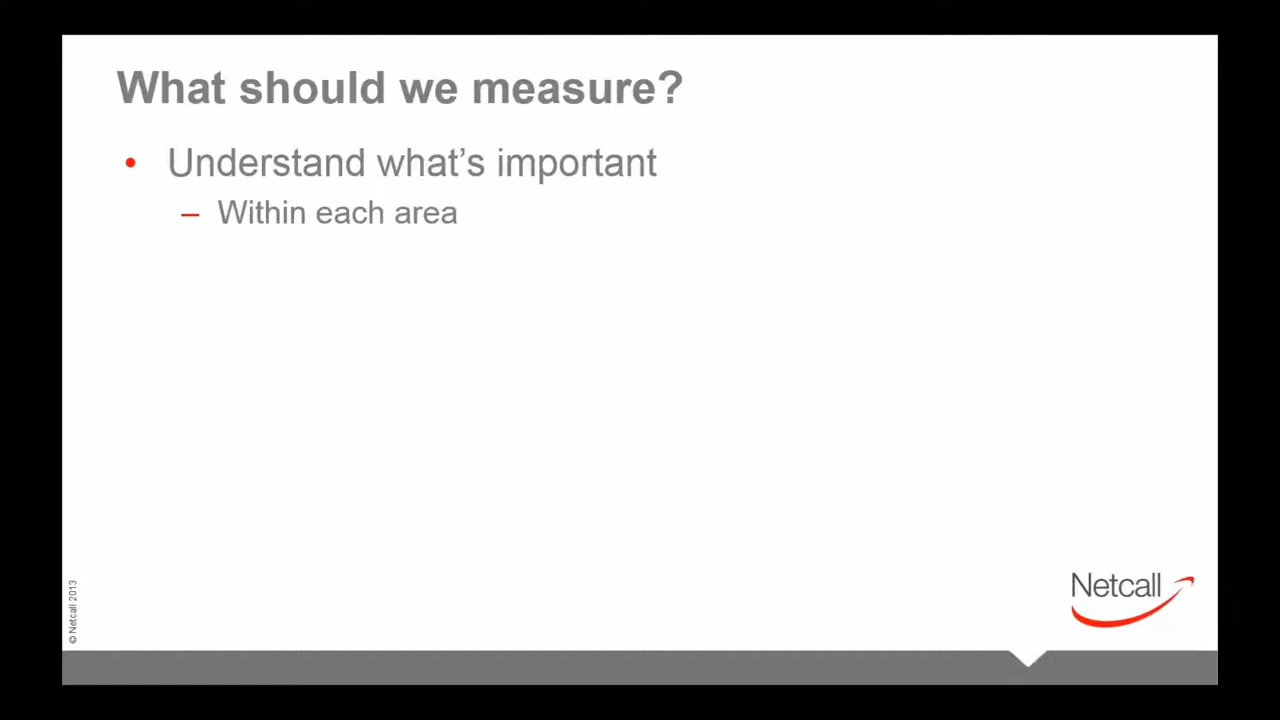 What should we measure?
• Understand what's important
– Within each area
© Netcall 2013
Netcall